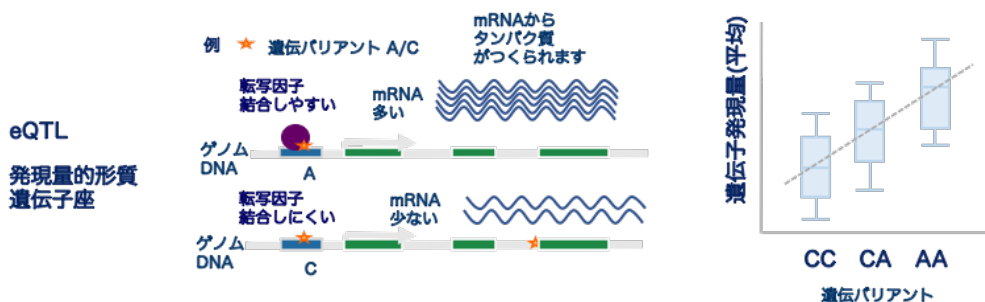 eQTL
発現量的形質
遺伝子座
例
遺伝バリアント A/C
mRNAから
タンパク質
がつくられます
転写因子
結合しやすい
mRNA
多い
ゲノム
DNA
A
転写因子
結合しにくい
mRNA
少ない
ゲノム
DNA
C
遺伝子発現量(平均)
CC CA AA
遺伝バリアント